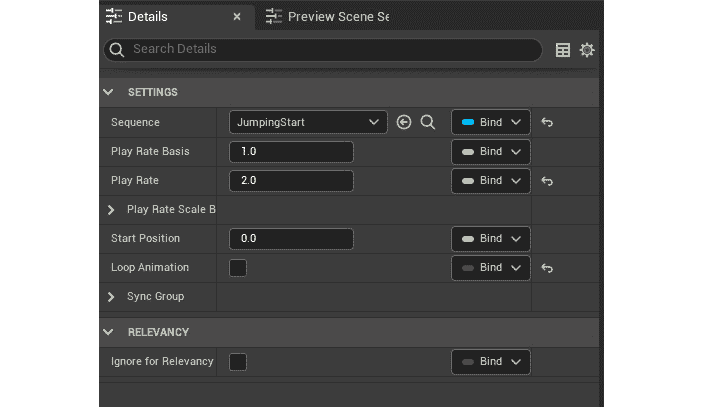 Details
Preview Scene Se
Search Details
SETTINGS
Sequence JumpingStart Bind
Play Rate Basis 1.0 Bind
Play Rate 2.0 Bind
Play Rate Scale B
Start Position 0.0 Bind
Loop Animation Bind
Sync Group
RELEVANCY
Ignore for Relevancy Bind